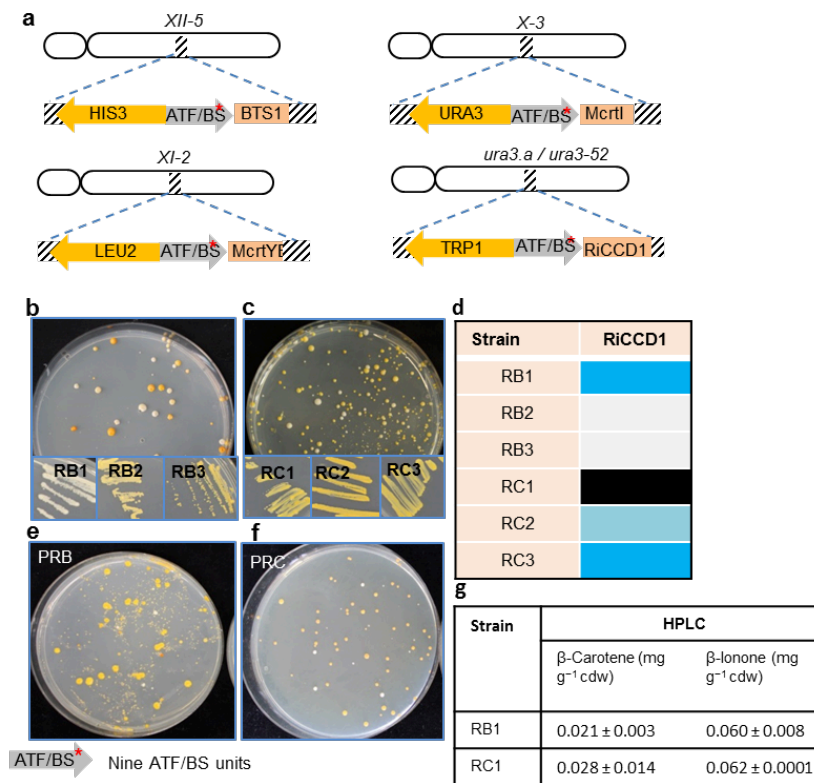 a
XII-5
X-3
HIS3 ATF/BS* BTS1
URA3 ATF/BS* McrtI
XI-2
ura3.a / ura3-52
LEU2 ATF/BS*
TRP1 ATF/BS* RiCCD1
b
c
d
RB1 RB2 RB3
RC1 RC2 RC3
Strain RiCCD1
RB1
RB2
RB3
RC1
RC2
RC3
e
f
PRB
PRC
g
Strain HPLC
β-Carotene (mg β-Ionone (mg
g⁻¹ cdw) g⁻¹ cdw)
RB1 0.021 ± 0.003 0.060 ± 0.008
RC1 0.028 ± 0.014 0.062 ± 0.0001
ATF/BS* Nine ATF/BS units